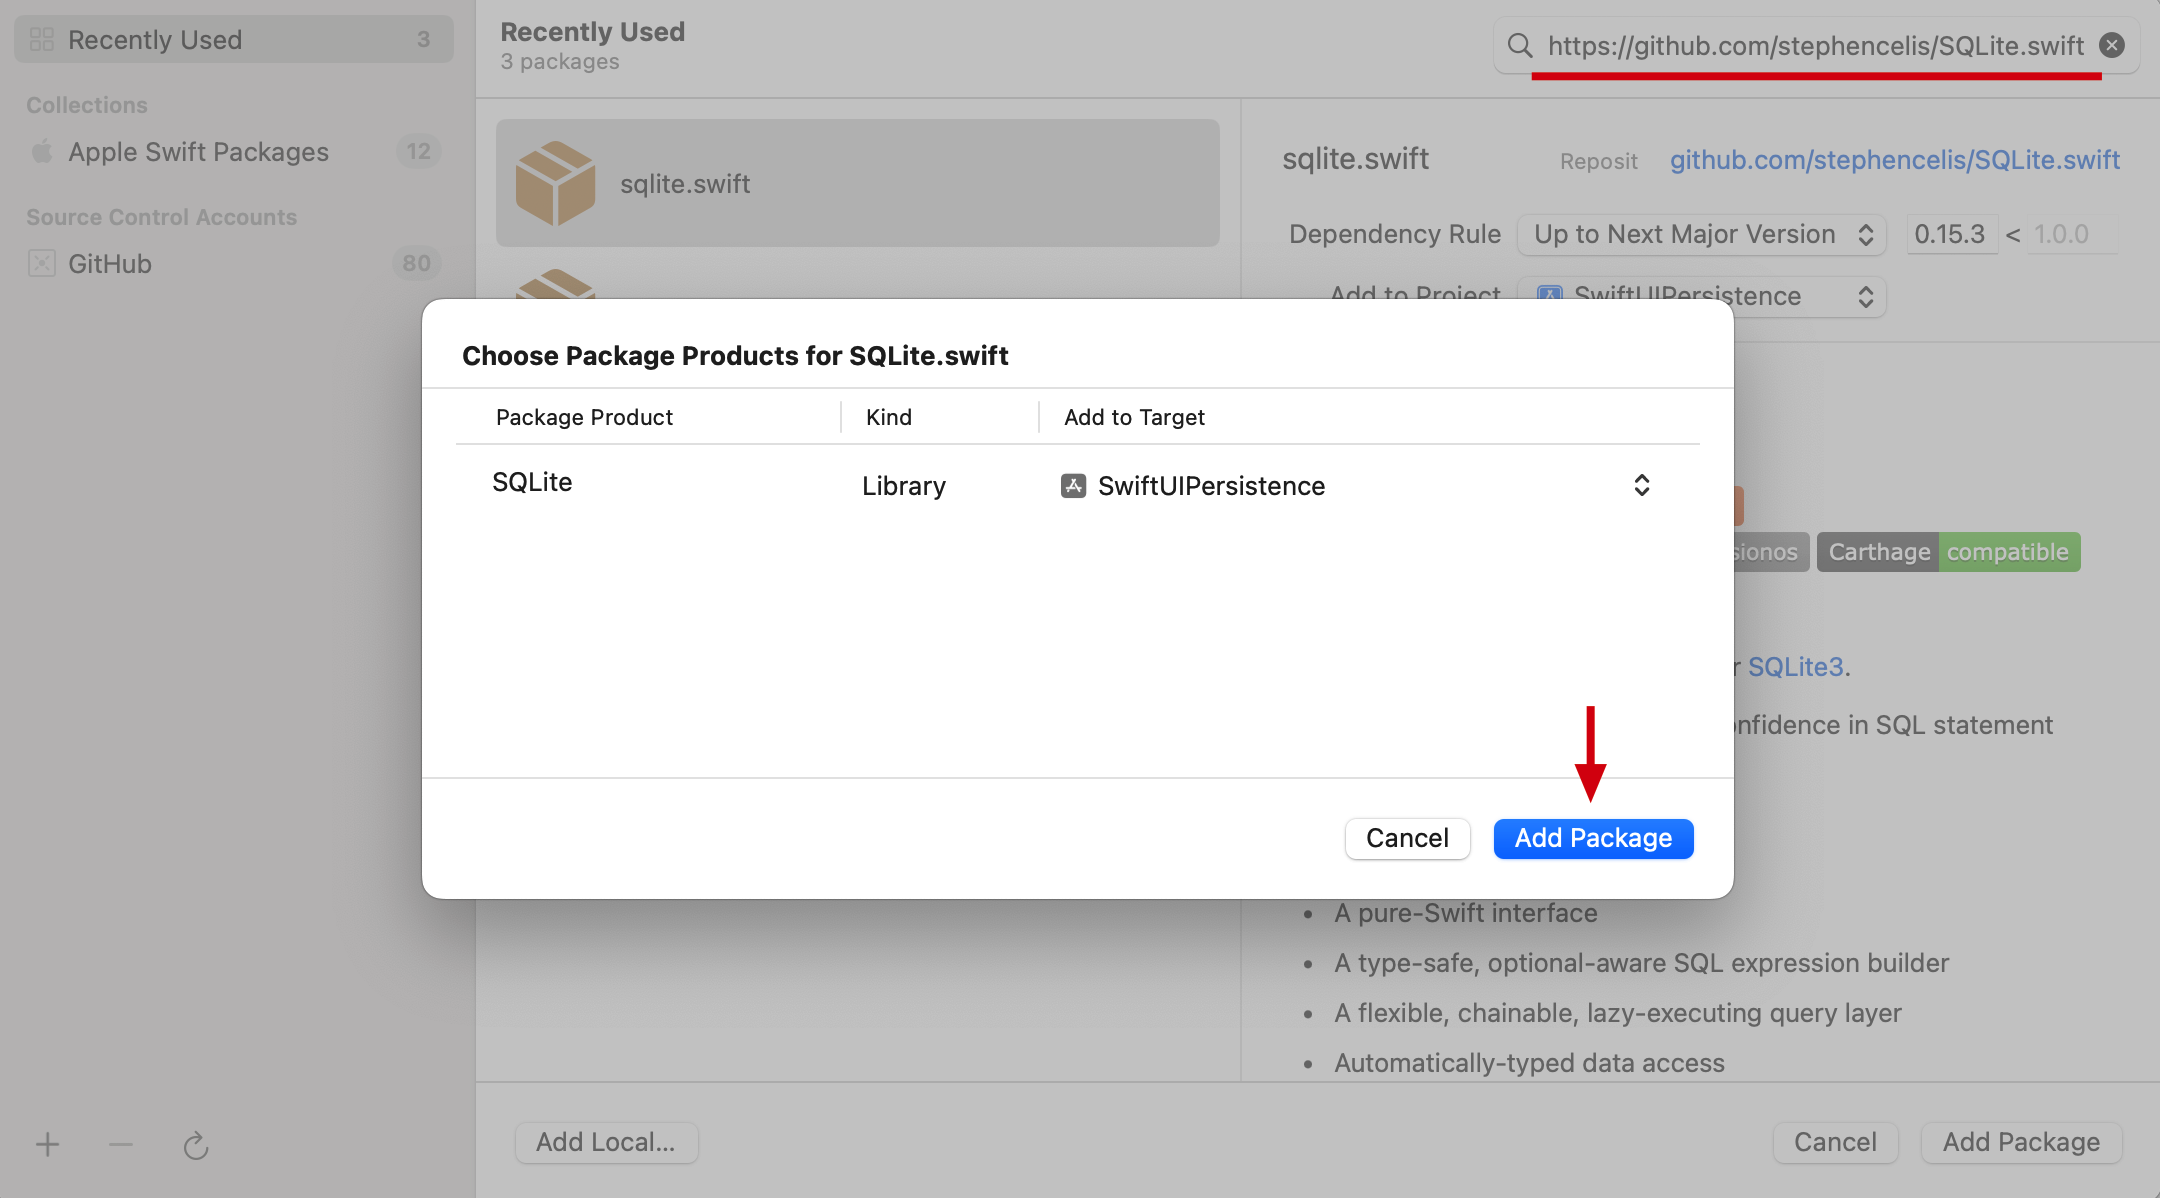 Recently Used 3
Collections
Apple Swift Packages 12
Source Control Accounts
GitHub 80
Recently Used
3 packages
https://github.com/stephencelis/SQLite.swift
sqlite.swift
sqlite.swift Reposit github.com/stephencelis/SQLite.swift
Dependency Rule Up to Next Major Version 0.15.3 < 1.0.0
Add to Project SwiftUIPersistence
Choose Package Products for SQLite.swift
Package Product Kind Add to Target
SQLite Library SwiftUIPersistence
Cancel Add Package
Carthage compatible
SQLite3.
in SQL statement
• A pure-Swift interface
• A type-safe, optional-aware SQL expression builder
• A flexible, chainable, lazy-executing query layer
• Automatically-typed data access
Add Local... Cancel Add Package